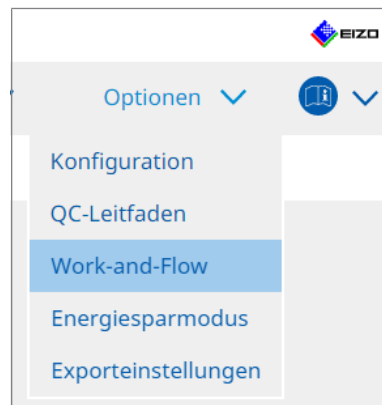 EIZO
Optionen
Konfiguration
QC-Leitfaden
Work-and-Flow
Energiesparmodus
Exporteinstellungen